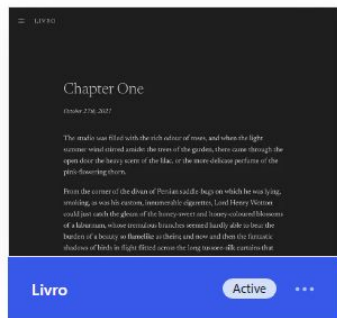 LIVRO
Chapter One
October 27th, 2021
The studio was filled with the rich odour of roses, and when the light
summer wind stirred amidst the trees of the garden, there came through the
open door the heavy scent of the lilac, or the more delicate perfume of the
pink-flowering thorn.
From the corner of the divan of Persian saddle-bags on which he was lying,
smoking, as was his custom, innumerable cigarettes, Lord Henry Wotton
could just catch the gleam of the honey-sweet and honey-coloured blossoms
of a laburnum, whose tremulous branches seemed hardly able to bear the
burden of a beauty so flamelike as theirs; and now and then the fantastic
shadows of birds in flight flitted across the long tussore-silk curtains that
Livro
Active